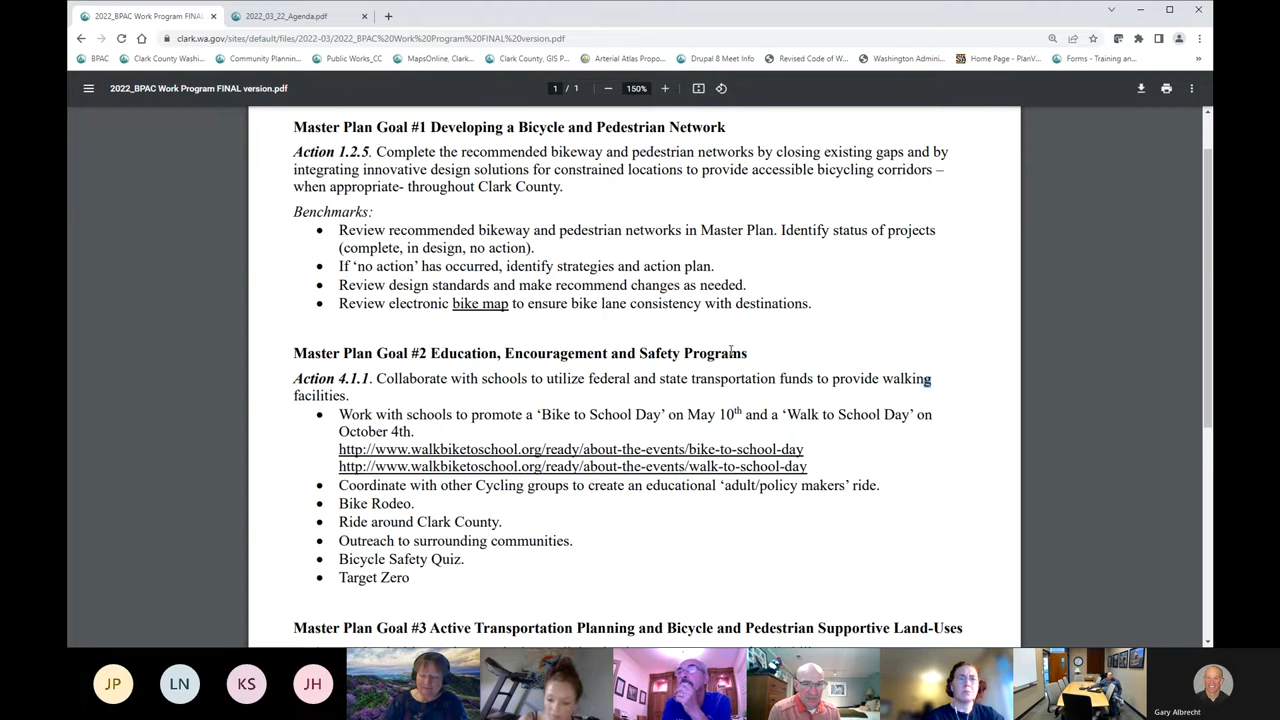 2022_BPAC Work Program FINAL
2022_03_22_Agenda.pdf
clark.wa.gov/sites/default/files/2022-03/2022_BPAC%20Work%20Program%20FINAL%20version.pdf
BPAC
Clark County Washi...
Community Plannin...
Public Works_CC
MapsOnline, Clark...
Clark County, GIS P...
Arterial Atlas Propo...
Drupal 8 Meet Info
Revised Code of W...
Washington Admini...
Home Page - PlanV...
Forms - Training an...
2022_BPAC Work Program FINAL version.pdf
1 / 1
150%
Master Plan Goal #1 Developing a Bicycle and Pedestrian Network
Action 1.2.5. Complete the recommended bikeway and pedestrian networks by closing existing gaps and by
integrating innovative design solutions for constrained locations to provide accessible bicycling corridors –
when appropriate- throughout Clark County.
Benchmarks:
• Review recommended bikeway and pedestrian networks in Master Plan. Identify status of projects
(complete, in design, no action).
• If ‘no action’ has occurred, identify strategies and action plan.
• Review design standards and make recommend changes as needed.
• Review electronic bike map to ensure bike lane consistency with destinations.
Master Plan Goal #2 Education, Encouragement and Safety Programs
Action 4.1.1. Collaborate with schools to utilize federal and state transportation funds to provide walking
facilities.
• Work with schools to promote a ‘Bike to School Day’ on May 10th and a ‘Walk to School Day’ on
October 4th.
http://www.walkbiketoschool.org/ready/about-the-events/bike-to-school-day
http://www.walkbiketoschool.org/ready/about-the-events/walk-to-school-day
• Coordinate with other Cycling groups to create an educational ‘adult/policy makers’ ride.
• Bike Rodeo.
• Ride around Clark County.
• Outreach to surrounding communities.
• Bicycle Safety Quiz.
• Target Zero
Master Plan Goal #3 Active Transportation Planning and Bicycle and Pedestrian Supportive Land-Uses
JP
LN
KS
JH
Gary Albrecht